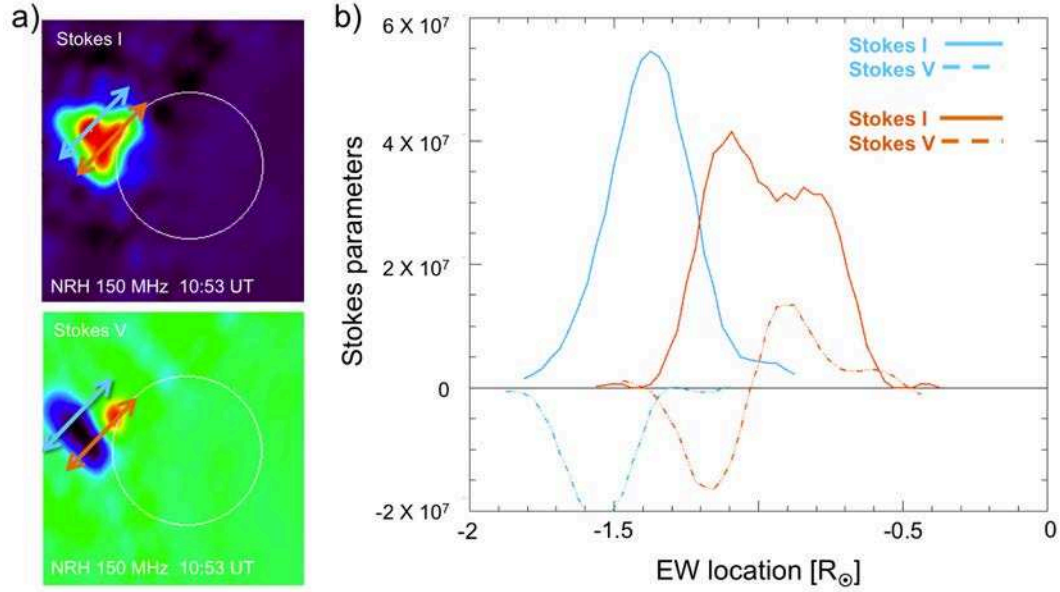 a)
Stokes I
NRH 150 MHz 10:53 UT
Stokes V
NRH 150 MHz 10:53 UT
b)
Stokes parameters
6 X 10⁷
4 X 10⁷
2 X 10⁷
0
-2 X 10⁷
Stokes I
Stokes V
Stokes I
Stokes V
-2
-1.5
-1
-0.5
0
EW location [R☉]